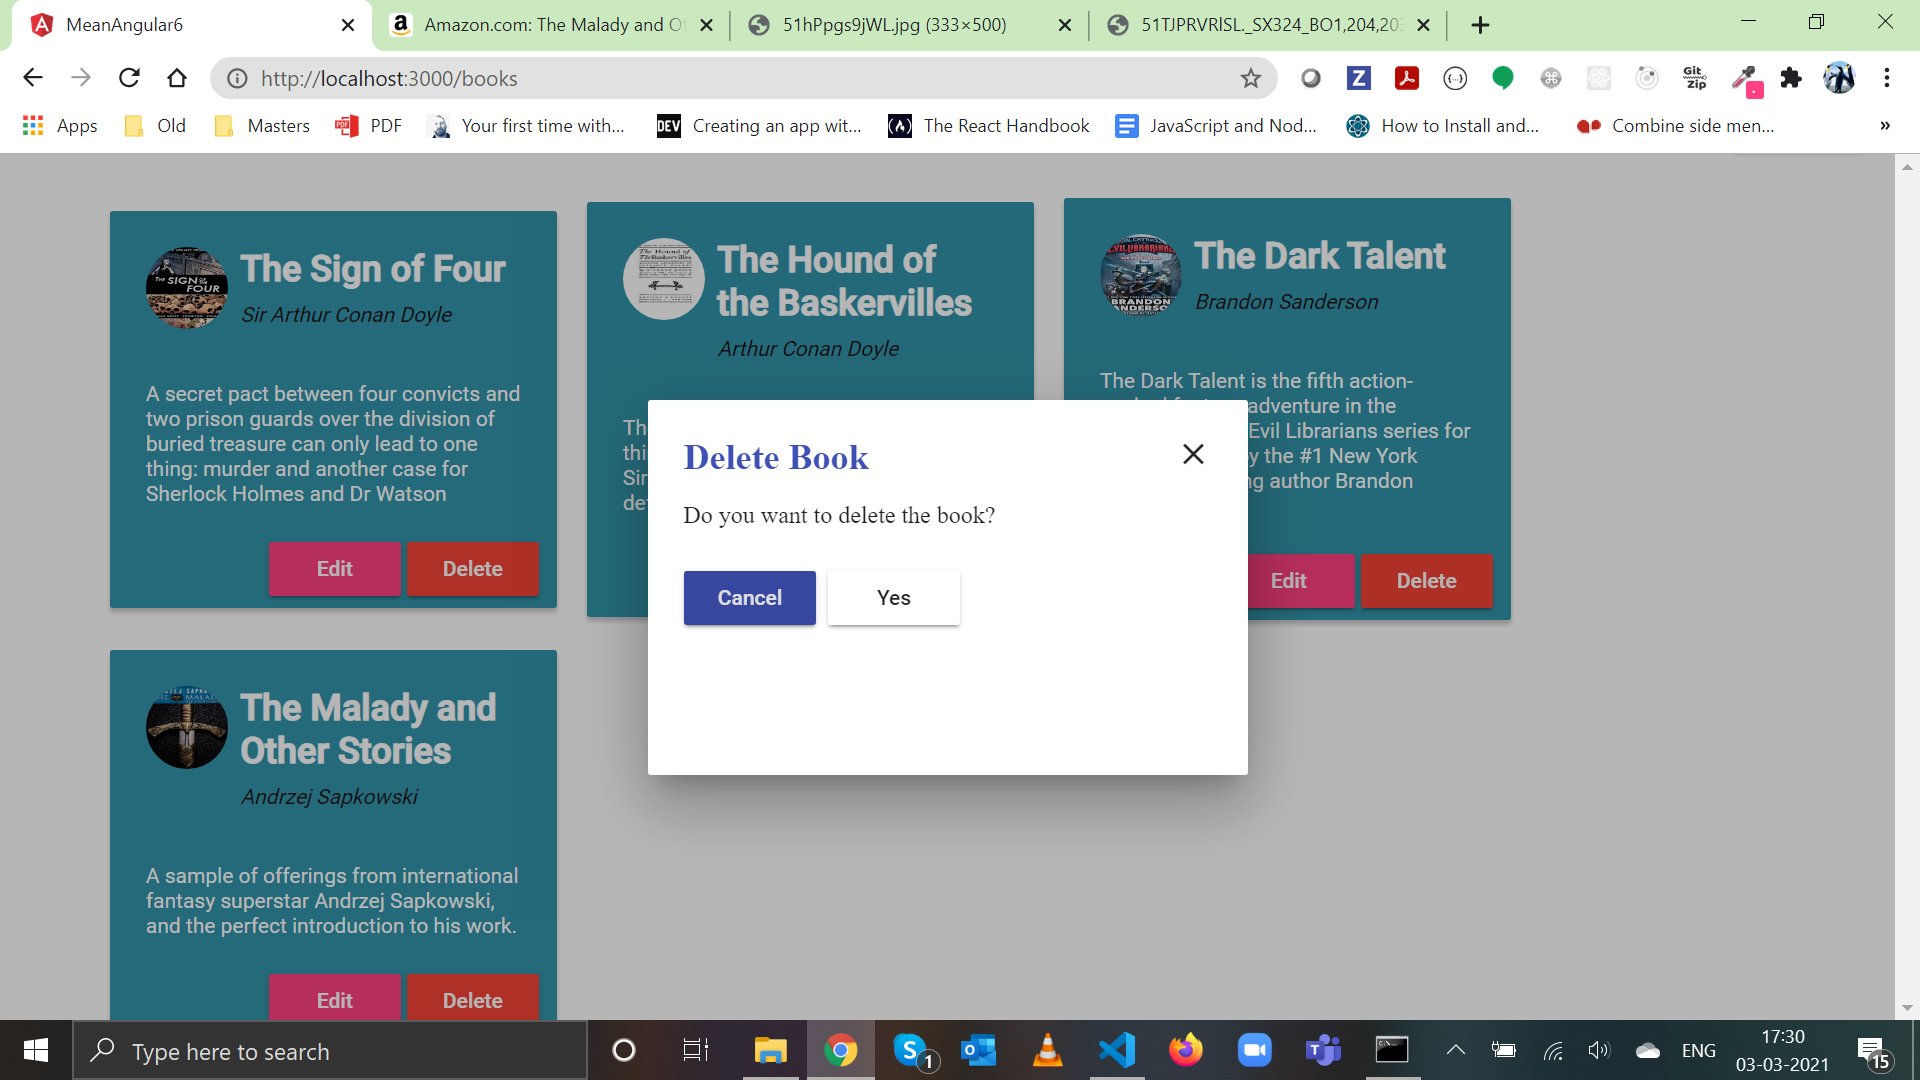 MeanAngular6
Amazon.com: The Malady and Ot
51hPpgs9jWL.jpg (333×500)
51TJPRVRlSL._SX324_BO1,204,203
http://localhost:3000/books
Git
Zip
Apps
Old
Masters
PDF
Your first time with...
DEV
Creating an app wit...
The React Handbook
JavaScript and Nod...
How to Install and...
Combine side men...
»
The Sign of Four
Sir Arthur Conan Doyle
A secret pact between four convicts and
two prison guards over the division of
buried treasure can only lead to one
thing: murder and another case for
Sherlock Holmes and Dr Watson
Edit
Delete
The Hound of
the Baskervilles
Arthur Conan Doyle
Th
thi
Sir
de
The Dark Talent
Brandon Sanderson
The Dark Talent is the fifth action-
adventure in the
Evil Librarians series for
y the #1 New York
g author Brandon
Edit
Delete
Delete Book
Do you want to delete the book?
Cancel
Yes
The Malady and
Other Stories
Andrzej Sapkowski
A sample of offerings from international
fantasy superstar Andrzej Sapkowski,
and the perfect introduction to his work.
Edit
Delete
Type here to search
1
ENG
17:30
03-03-2021
15